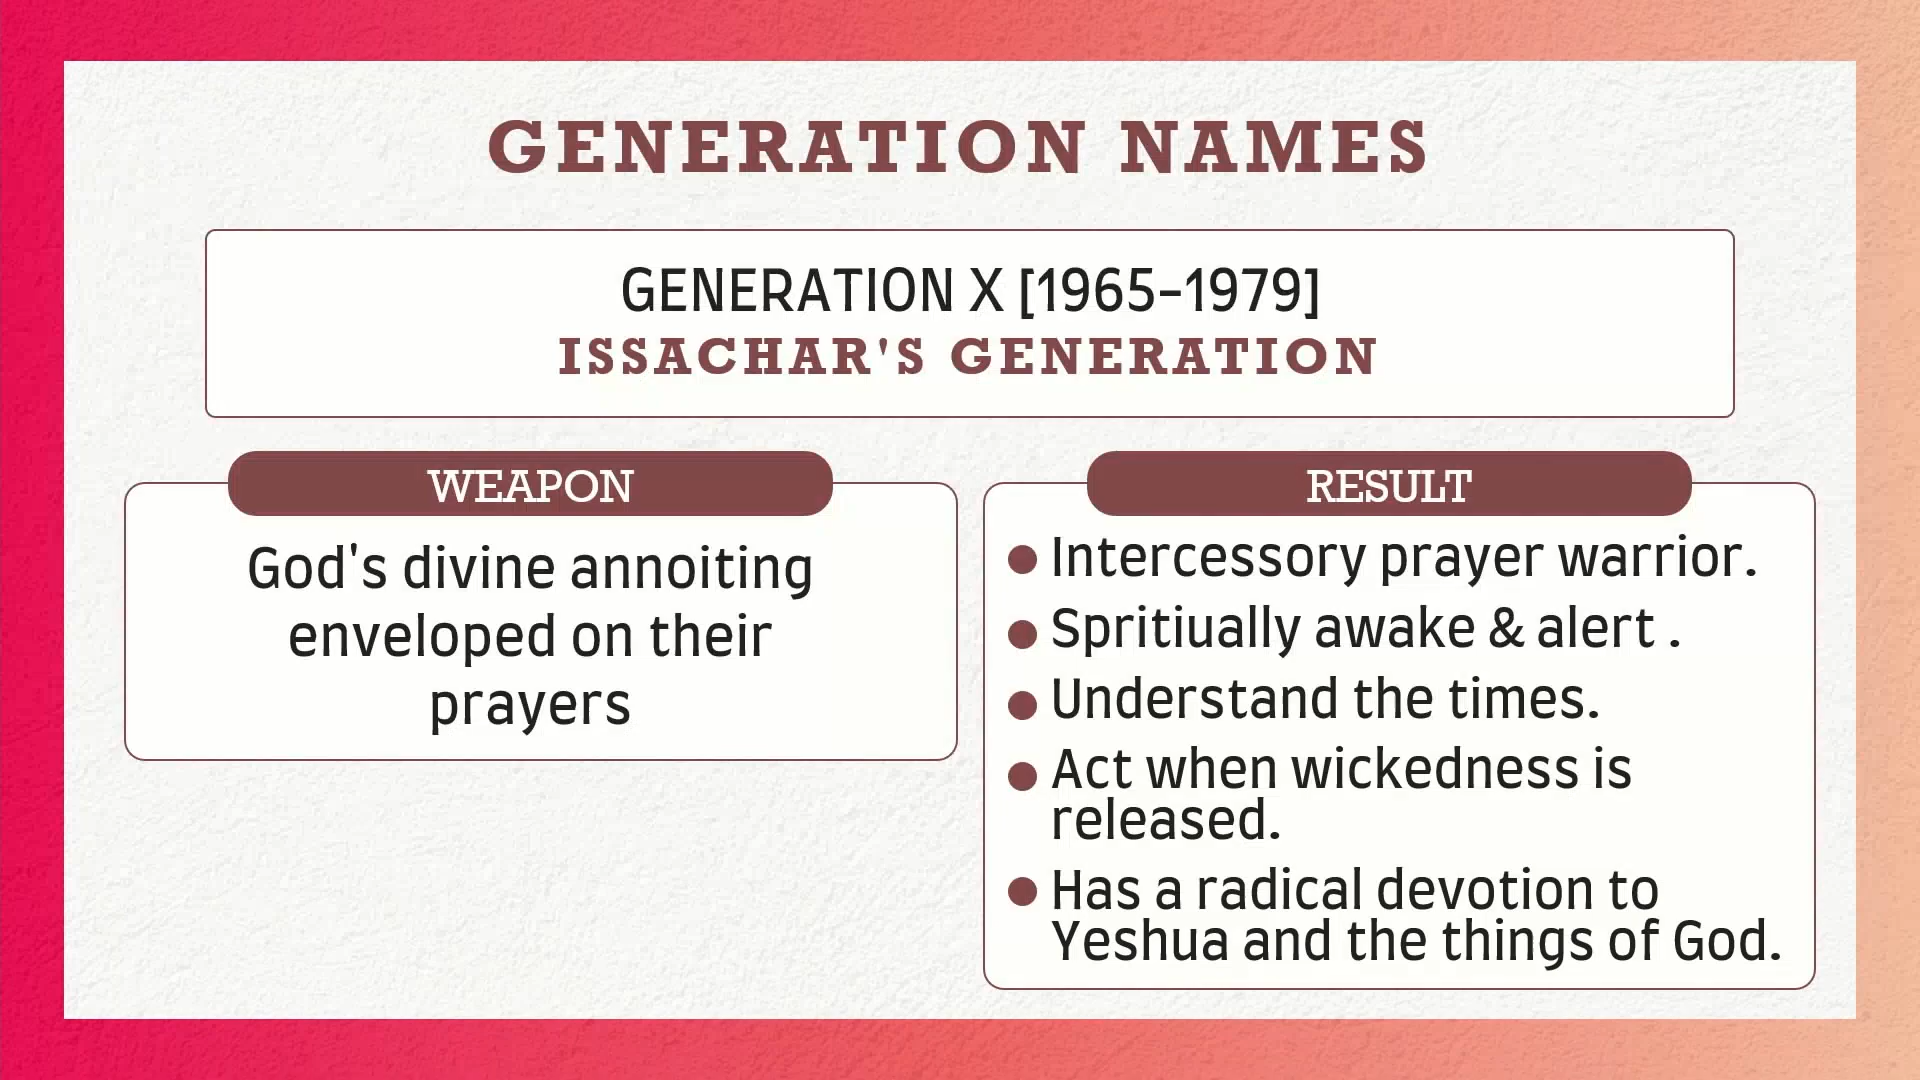 GENERATION NAMES
GENERATION X [1965-1979]
ISSACHAR'S GENERATION
WEAPON
God's divine annoiting
enveloped on their
prayers
RESULT
Intercessory prayer warrior.
Spritiually awake & alert .
Understand the times.
Act when wickedness is
released.
Has a radical devotion to
Yeshua and the things of God.